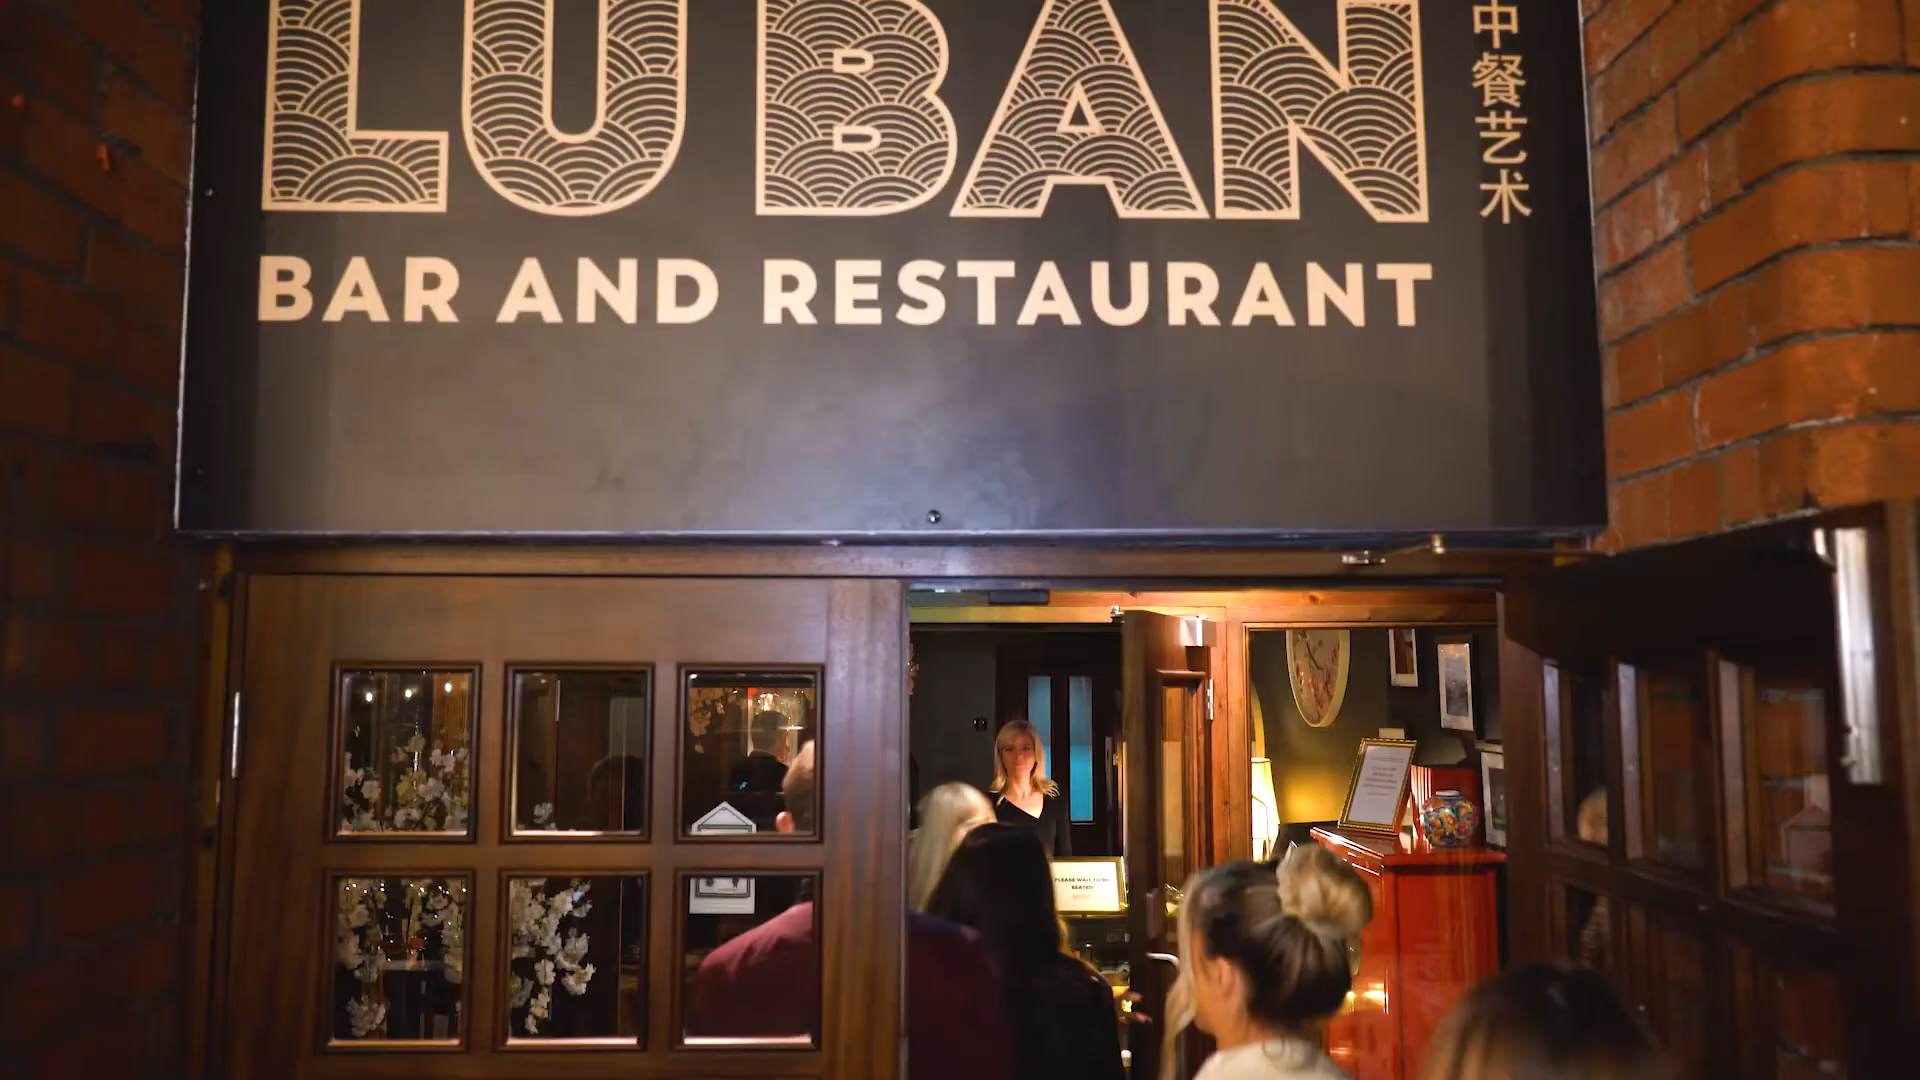 LU BAN
中餐艺术
BAR AND RESTAURANT
PLEASE WAIT TO BE
SEATED